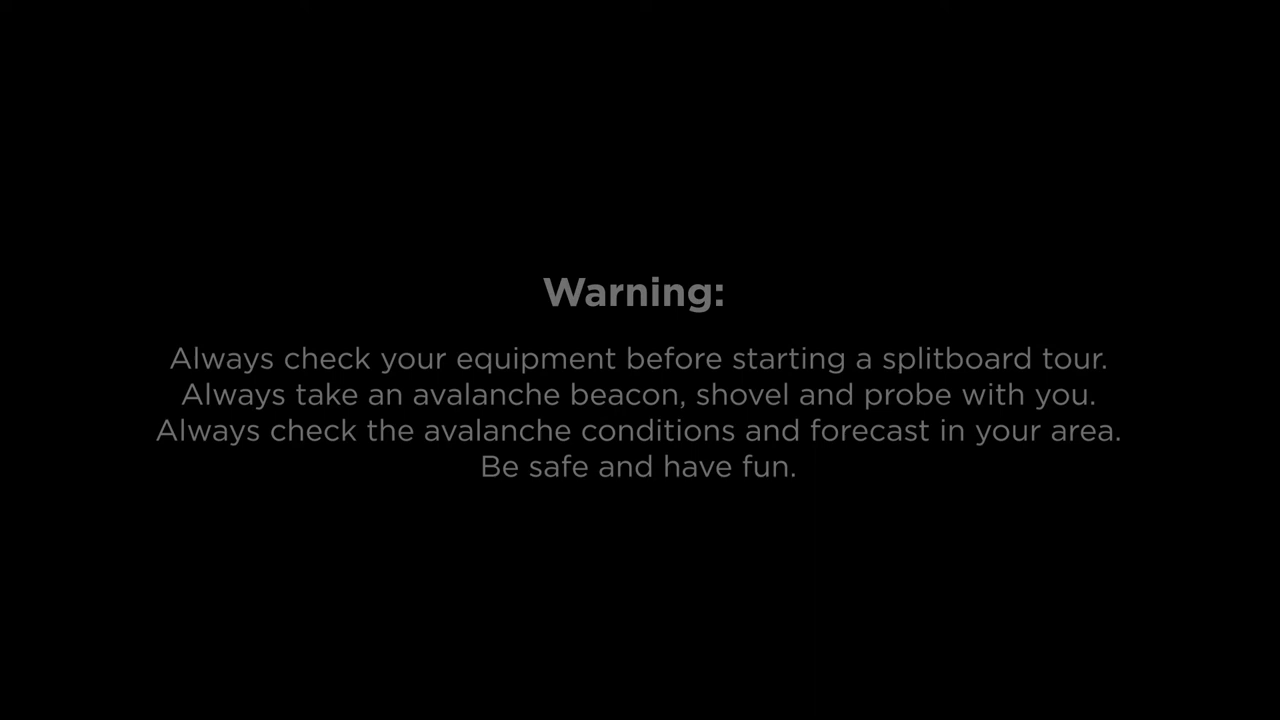 Warning:
Always check your equipment before starting a splitboard tour.
Always take an avalanche beacon, shovel and probe with you.
Always check the avalanche conditions and forecast in your area.
Be safe and have fun.